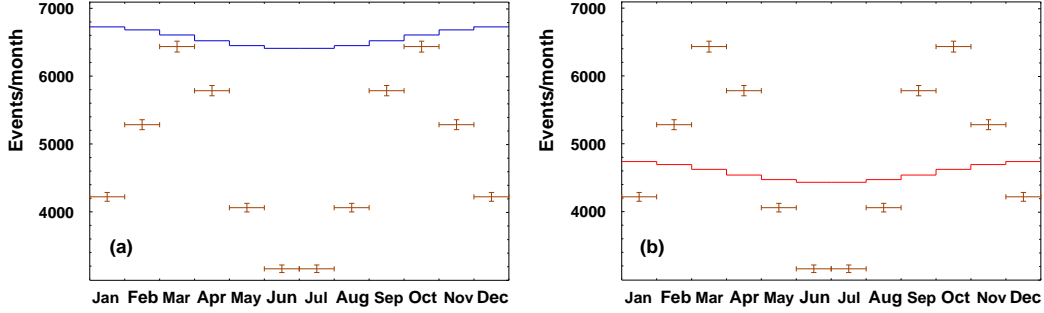 Events/month
7000
6000
5000
4000
(a)
Jan Feb Mar Apr May Jun Jul Aug Sep Oct Nov Dec
Events/month
7000
6000
5000
4000
(b)
Jan Feb Mar Apr May Jun Jul Aug Sep Oct Nov Dec